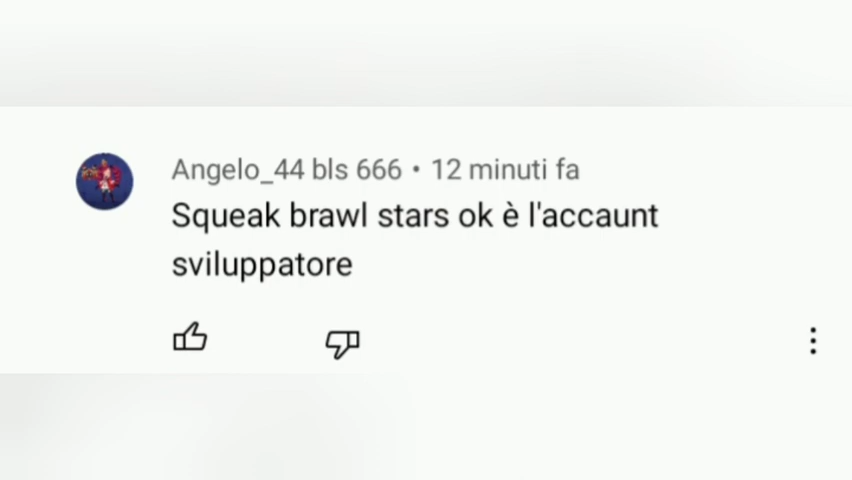 Angelo_44 bls 666 • 12 minuti fa
Squeak brawl stars ok è l'accaunt
sviluppatore